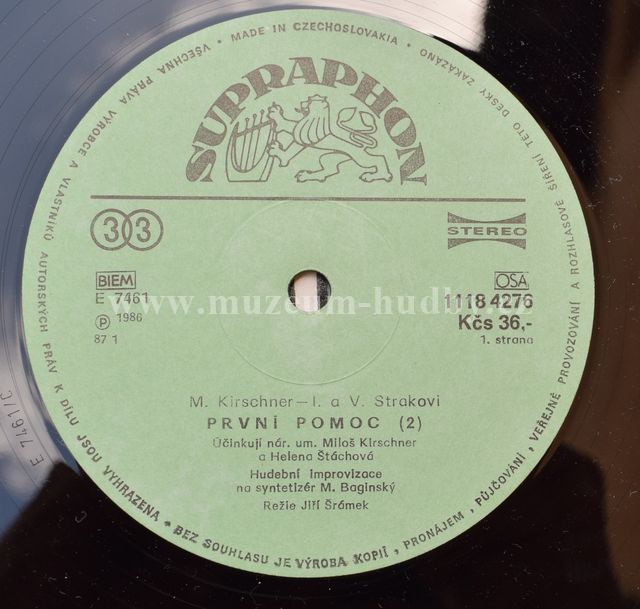 VŠECHNA PRÁVA VÝROBCE A VLASTNÍKŮ AUTORSKÝCH PRÁV K DÍLU JSOU VYHRAZENA • BEZ SOUHLASU JE VÝROBA KOPIÍ, PRONÁJEM, PŮJČOVÁNÍ, VEŘEJNÉ PROVOZOVÁNÍ A ROZHLASOVÉ ŠÍŘENÍ TÉTO DESKY ZAKÁZÁNO • MADE IN CZECHOSLOVAKIA •
SUPRAPHON
33
STEREO
BIEM
E 7461
Ⓟ 1986
87 1
OSA
1118 4276
Kčs 36,-
1. strana
www.muzeum-hudby.cz
M. Kirschner—I. a V. Strakovi
PRVNÍ POMOC (2)
Účinkují nár. um. Miloš Kirschner
a Helena Štáchová
Hudební improvizace
na syntetizér M. Baginský
Režie Jiří Šrámek
E 7461/C